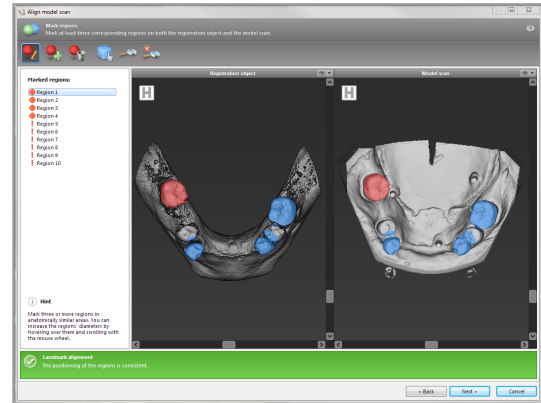 Align model scan
Mark regions
Mark at least three corresponding regions on both the registration object and the model scan.
Marked regions:
Region 1
Region 2
Region 3
Region 4
Region 5
Region 6
Region 7
Region 8
Region 9
Region 10
Registration object
Model scan
H
H
Hint
Mark three or more regions in
anatomically similar areas. You can
increase the regions' diameters by
hovering over them and scrolling with
the mouse wheel.
Landmark alignment
The positioning of the regions is consistent.
< Back
Next >
Cancel